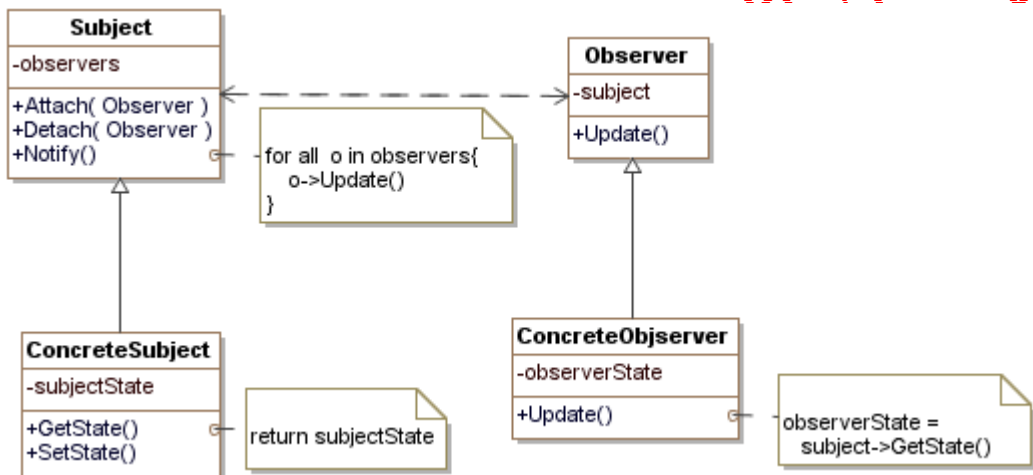 Subject
-observers
+Attach( Observer )
+Detach( Observer )
+Notify()
for all o in observers{
o->Update()
}
Observer
-subject
+Update()
ConcreteSubject
-subjectState
+GetState()
+SetState()
return subjectState
ConcreteObjserver
-observerState
+Update()
observerState =
subject->GetState()